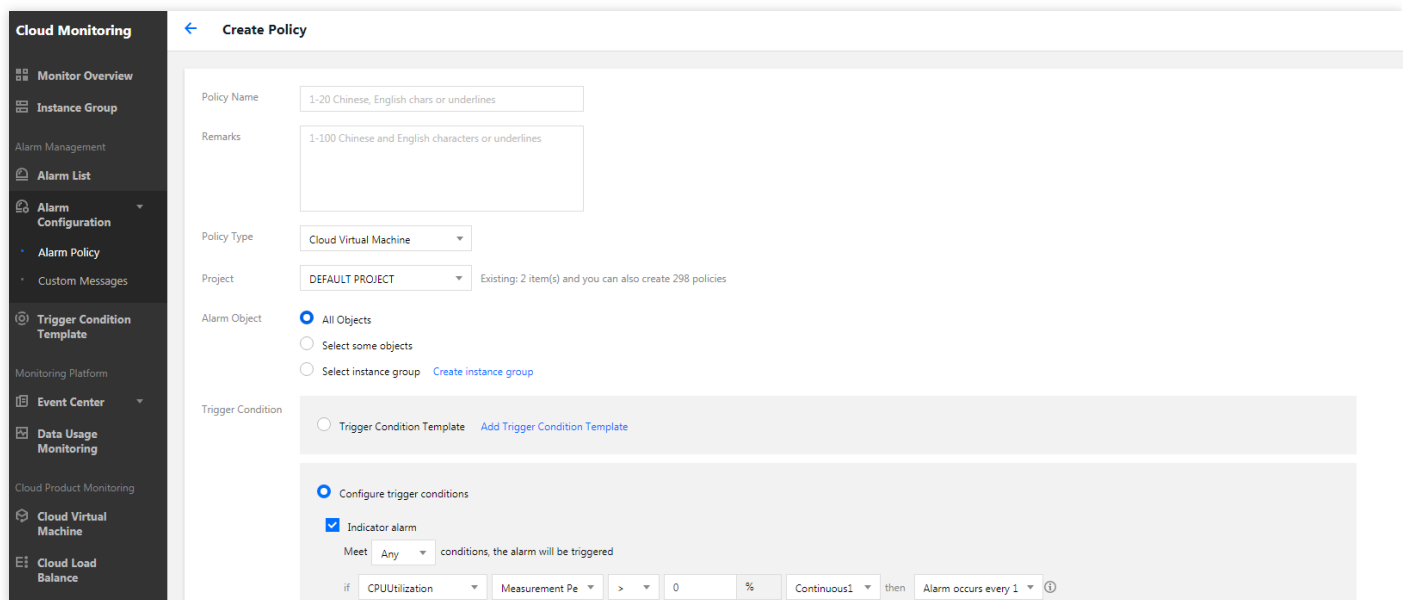 Cloud Monitoring
Create Policy
Monitor Overview
Instance Group
Alarm Management
Alarm List
Alarm
Configuration
Alarm Policy
Custom Messages
Trigger Condition
Template
Monitoring Platform
Event Center
Data Usage
Monitoring
Cloud Product Monitoring
Cloud Virtual
Machine
Cloud Load
Balance
Policy Name
1-20 Chinese, English chars or underlines
Remarks
1-100 Chinese and English characters or underlines
Policy Type
Cloud Virtual Machine
Project
DEFAULT PROJECT
Existing: 2 item(s) and you can also create 298 policies
Alarm Object
All Objects
Select some objects
Select instance group Create instance group
Trigger Condition
Trigger Condition Template Add Trigger Condition Template
Configure trigger conditions
Indicator alarm
Meet Any conditions, the alarm will be triggered
if CPUUtilization Measurement Pe > 0 % Continuous1 then Alarm occurs every 1